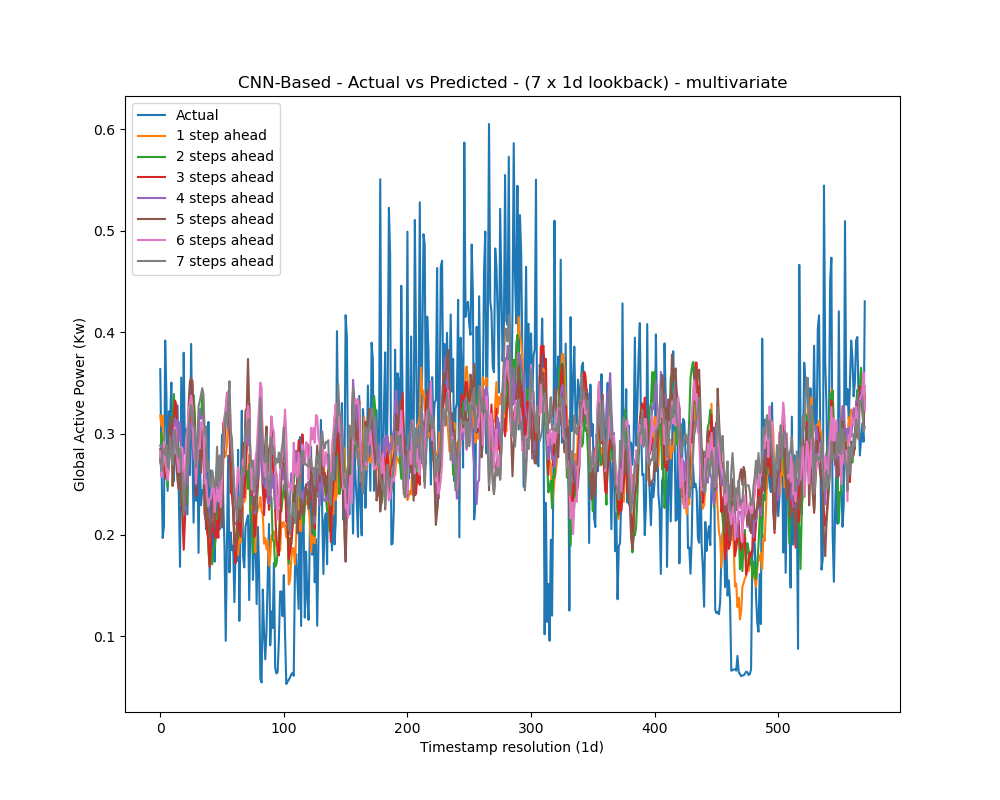 CNN-Based - Actual vs Predicted - (7 x 1d lookback) - multivariate
Actual
1 step ahead
2 steps ahead
3 steps ahead
4 steps ahead
5 steps ahead
6 steps ahead
7 steps ahead
Global Active Power (Kw)
0.6
0.5
0.4
0.3
0.2
0.1
0 100 200 300 400 500
Timestamp resolution (1d)